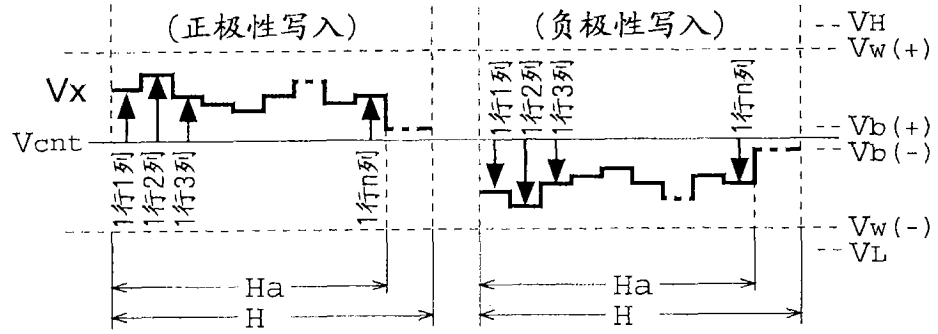 (正极性写入)
(负极性写入)
VH
Vw(+)
Vx
1行1列
1行2列
1行3列
1行n列
Vcnt
Vb(+)
Vb(-)
1行1列
1行2列
1行3列
1行n列
Vw(-)
VL
Ha
Ha
H
H